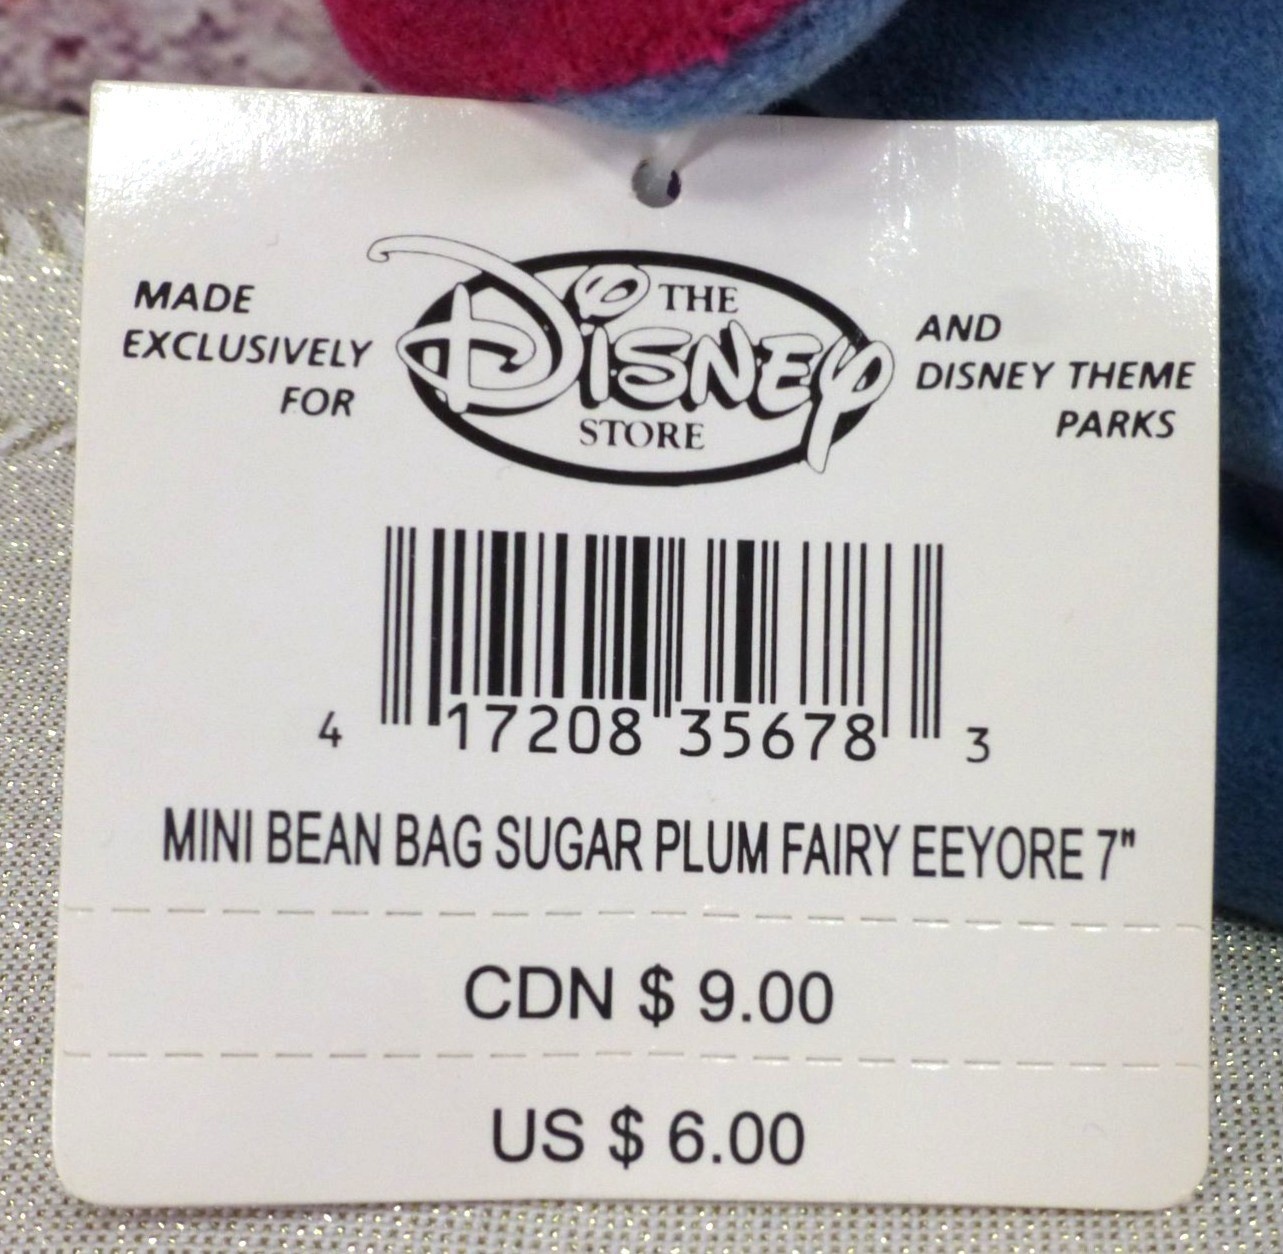 MADE
EXCLUSIVELY
FOR
THE
DISNEY
STORE
AND
DISNEY THEME
PARKS
4 17208 35678 3
MINI BEAN BAG SUGAR PLUM FAIRY EEYORE 7"
CDN $ 9.00
US $ 6.00